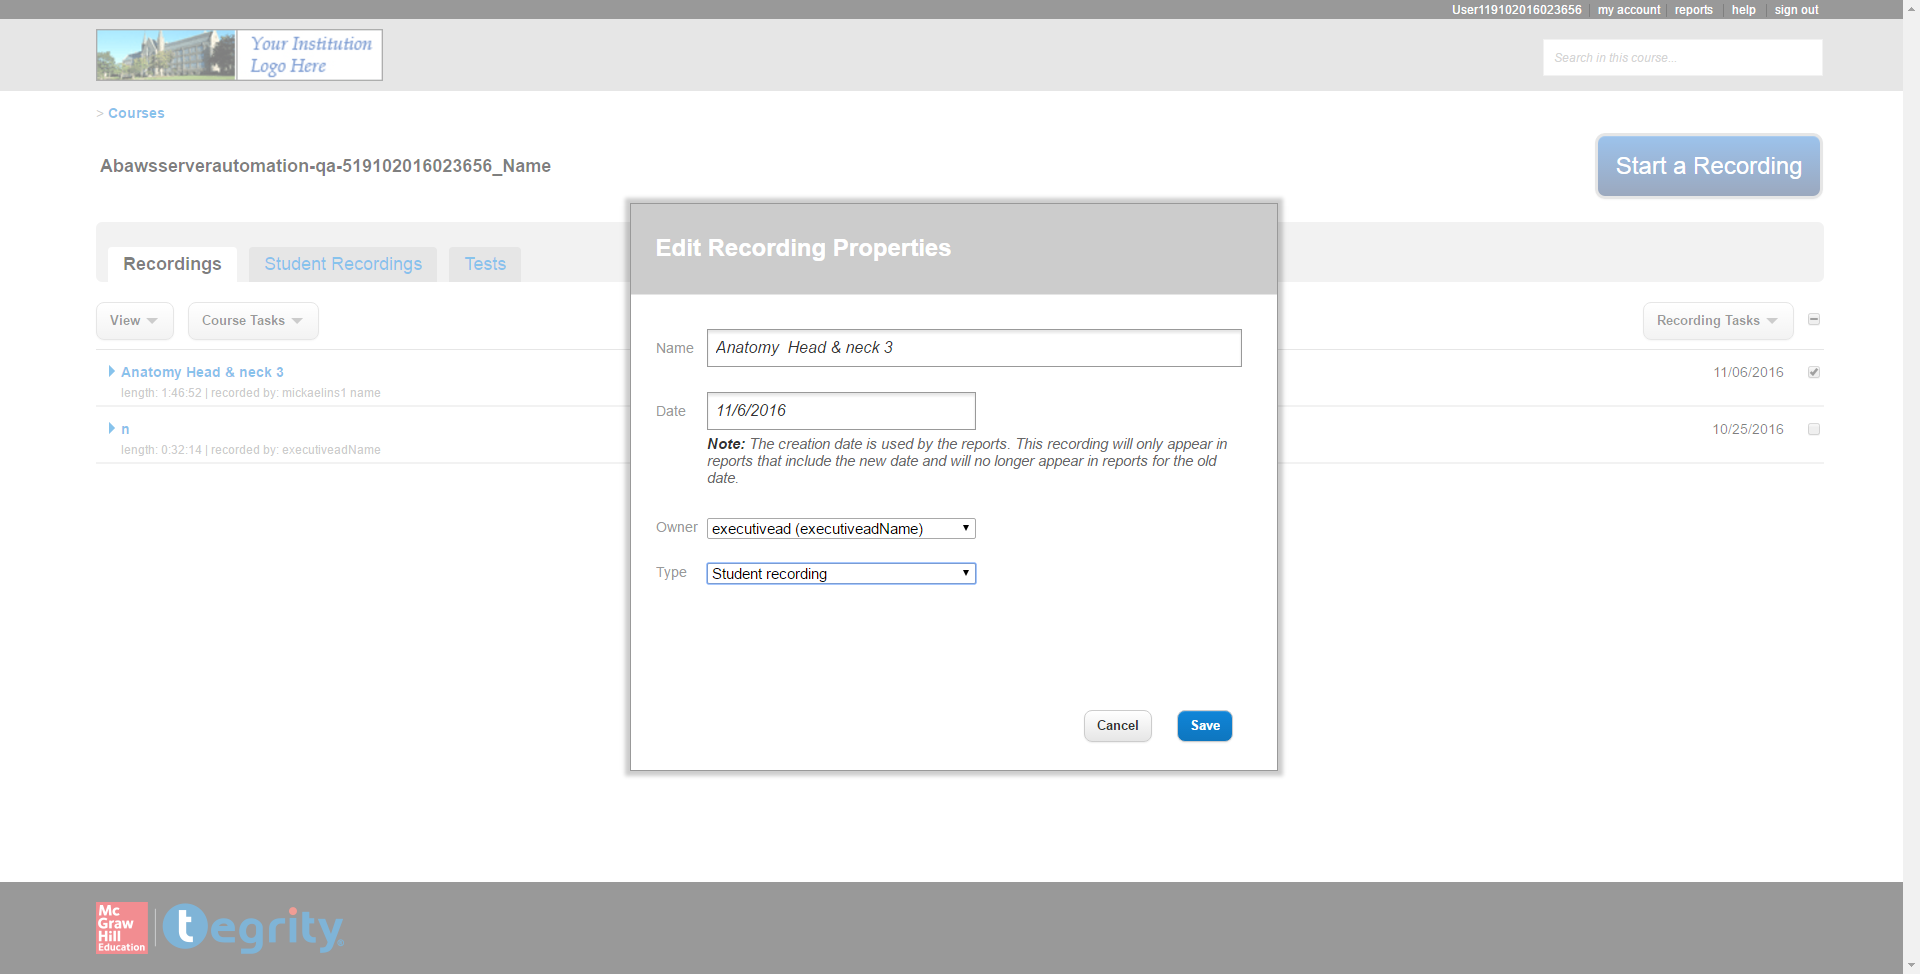 User119102016023656 my account reports help sign out
Your Institution
Logo Here
Search in this course...
> Courses
Abawsserverautomation-qa-519102016023656_Name
Start a Recording
Recordings Student Recordings Tests
View Course Tasks Recording Tasks
Anatomy Head & neck 3 11/06/2016
length: 1:46:52 | recorded by: mickaelins1 name
n 10/25/2016
length: 0:32:14 | recorded by: executiveadName
Edit Recording Properties
Name Anatomy  Head & neck 3
Date 11/6/2016
Note: The creation date is used by the reports. This recording will only appear in
reports that include the new date and will no longer appear in reports for the old
date.
Owner executivead (executiveadName)
Type Student recording
Cancel Save
Mc
Graw
Hill
Education
tegrity